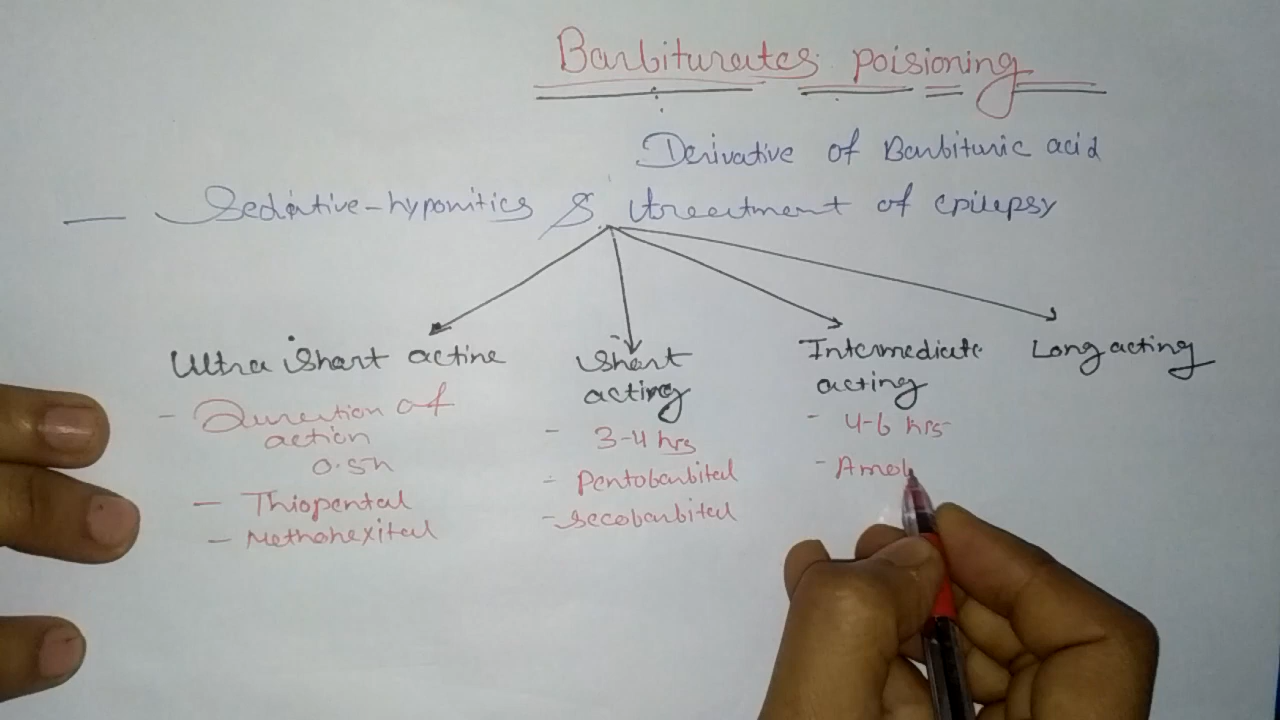 Barbiturates poisioning
Derivative of Barbituric acid
— Sedative-hyponitics & treatment of epilepsy
Ultra short active
- Duration of
action
0.5h
- Thiopental
- Methohexital
Short
acting
- 3-4 hrs
- Pentobarbital
- Secobarbital
Intermediate
acting
- 4-6 hrs
- Amob
Long acting